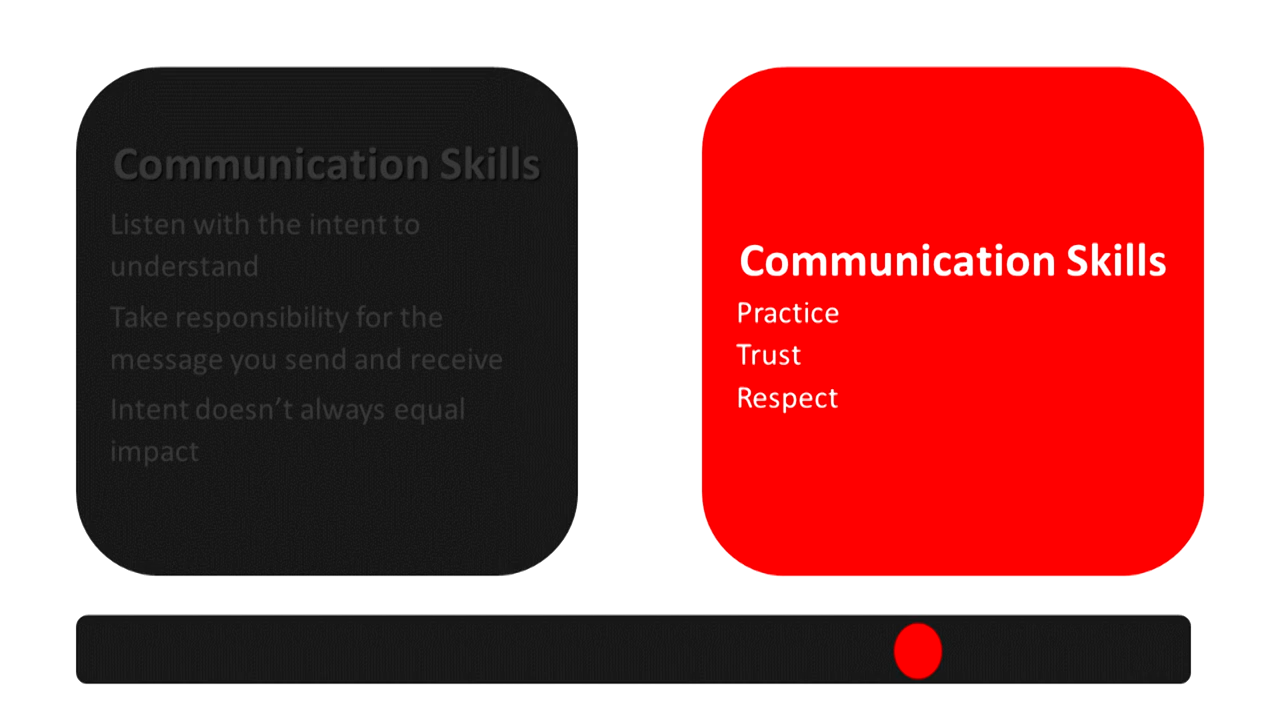 Communication Skills
Listen with the intent to
understand
Take responsibility for the
message you send and receive
Intent doesn’t always equal
impact
Communication Skills
Practice
Trust
Respect